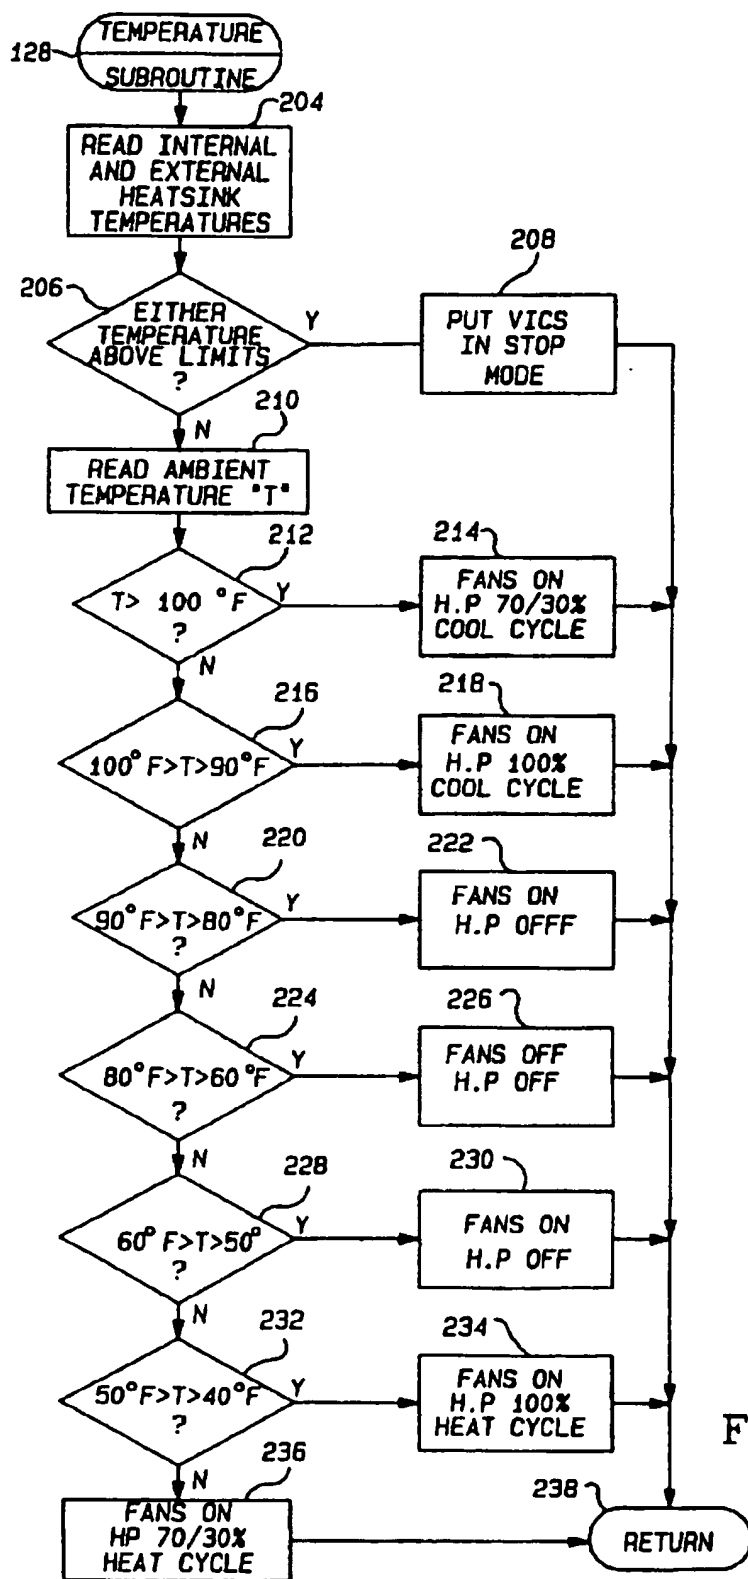 TEMPERATURE
128
SUBROUTINE
204
READ INTERNAL
AND EXTERNAL
HEATSINK
TEMPERATURES
206
EITHER
TEMPERATURE
ABOVE LIMITS
?
Y
208
PUT VICS
IN STOP
MODE
N
210
READ AMBIENT
TEMPERATURE "T"
212
T> 100 °F
?
Y
214
FANS ON
H.P 70/30%
COOL CYCLE
N
216
100°F>T>90°F
Y
218
FANS ON
H.P 100%
COOL CYCLE
N
220
90°F>T>80°F
?
Y
222
FANS ON
H.P OFFF
N
224
80°F>T>60°F
?
Y
226
FANS OFF
H.P OFF
N
228
60°F>T>50°
?
Y
230
FANS ON
H.P OFF
N
232
50°F>T>40°F
?
Y
234
FANS ON
H.P 100%
HEAT CYCLE
N
236
FANS ON
HP 70/30%
HEAT CYCLE
F
238
RETURN